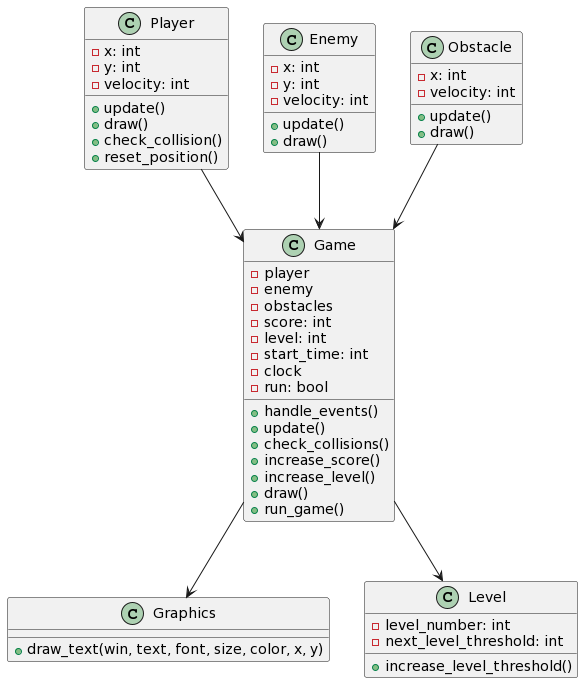 C Player
x: int
y: int
velocity: int
update()
draw()
check_collision()
reset_position()
C Enemy
x: int
y: int
velocity: int
update()
draw()
C Obstacle
x: int
velocity: int
update()
draw()
C Game
player
enemy
obstacles
score: int
level: int
start_time: int
clock
run: bool
handle_events()
update()
check_collisions()
increase_score()
increase_level()
draw()
run_game()
C Graphics
draw_text(win, text, font, size, color, x, y)
C Level
level_number: int
next_level_threshold: int
increase_level_threshold()